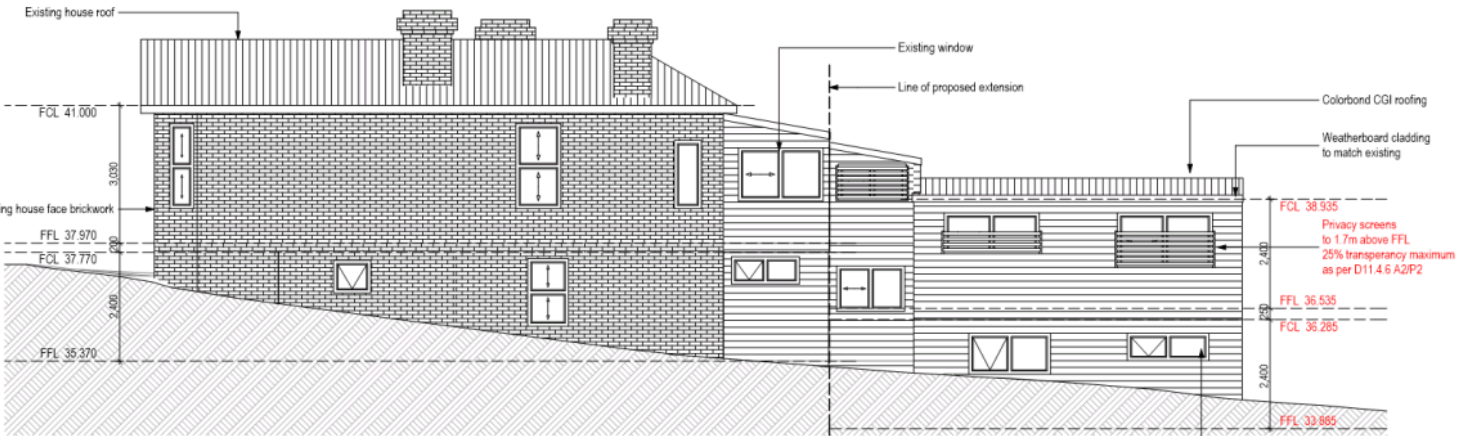 Existing house roof
Existing window
Line of proposed extension
Colorbond CGI roofing
Weatherboard cladding
to match existing
FCL 41.000
3,030
ng house face brickwork
FFL 37.970
200
FCL 37.770
2,400
FFL 35.370
FCL 38.935
Privacy screens
to 1.7m above FFL
25% transperancy maximum
as per D11.4.6 A2/P2
2,400
FFL 36.535
250
FCL 36.285
2,400
FFL 33.885